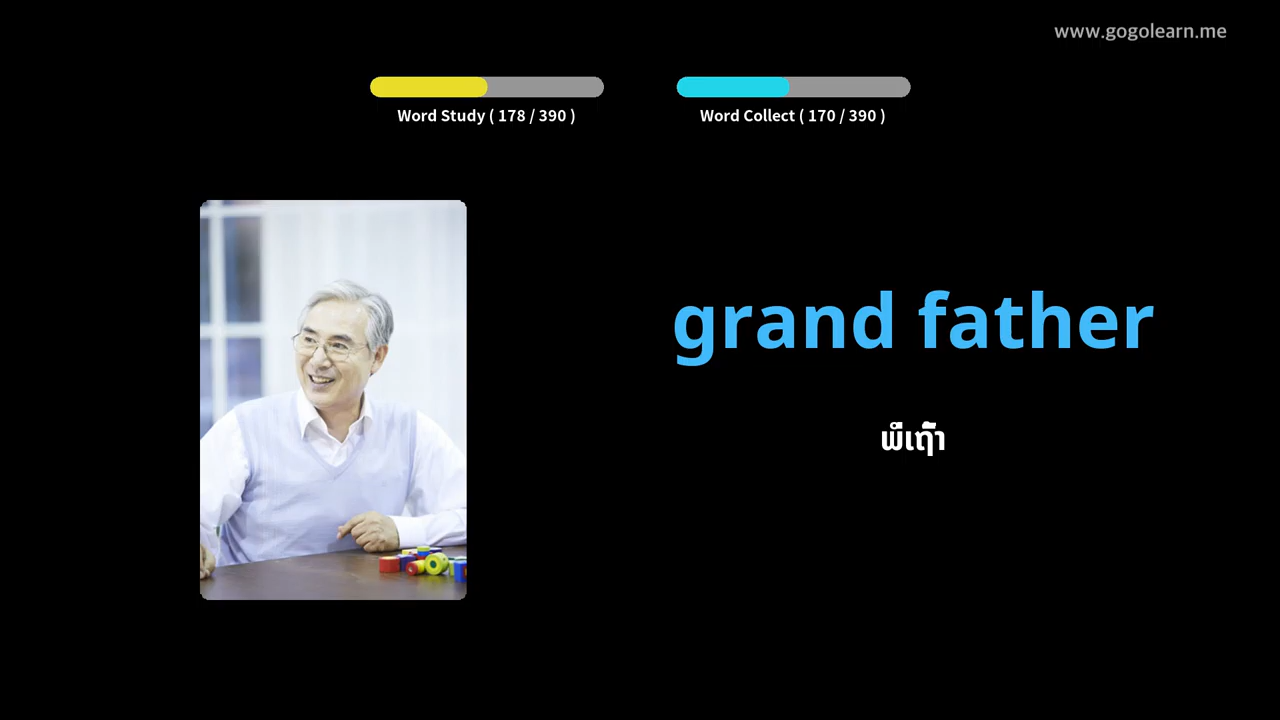 www.gogolearn.me
Word Study ( 178 / 390 )
Word Collect ( 170 / 390 )
grand father
ພໍ່ເຖົ້າ